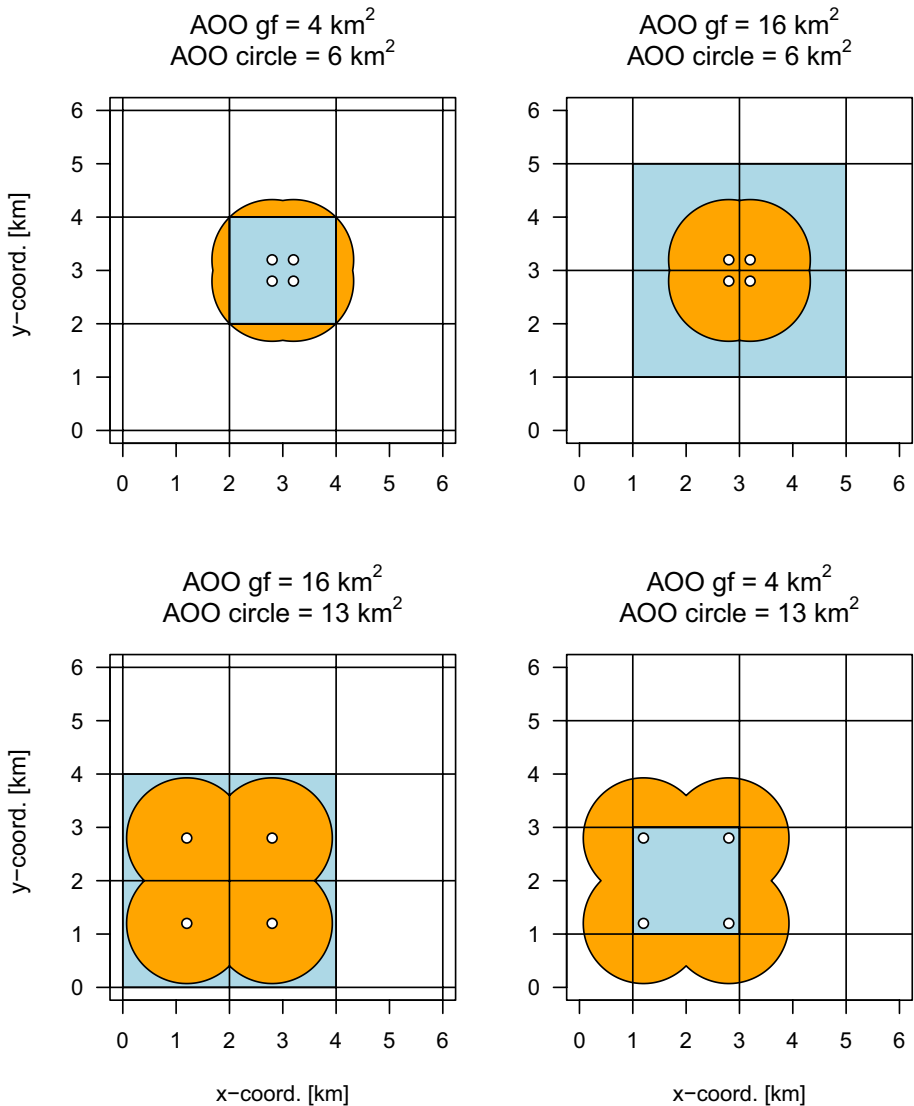 AOO gf = 4 km²
AOO circle = 6 km²
AOO gf = 16 km²
AOO circle = 6 km²
y−coord. [km]
6
5
4
3
2
1
0
0 1 2 3 4 5 6
6
5
4
3
2
1
0
0 1 2 3 4 5 6
AOO gf = 16 km²
AOO circle = 13 km²
AOO gf = 4 km²
AOO circle = 13 km²
y−coord. [km]
6
5
4
3
2
1
0
0 1 2 3 4 5 6
x−coord. [km]
6
5
4
3
2
1
0
0 1 2 3 4 5 6
x−coord. [km]